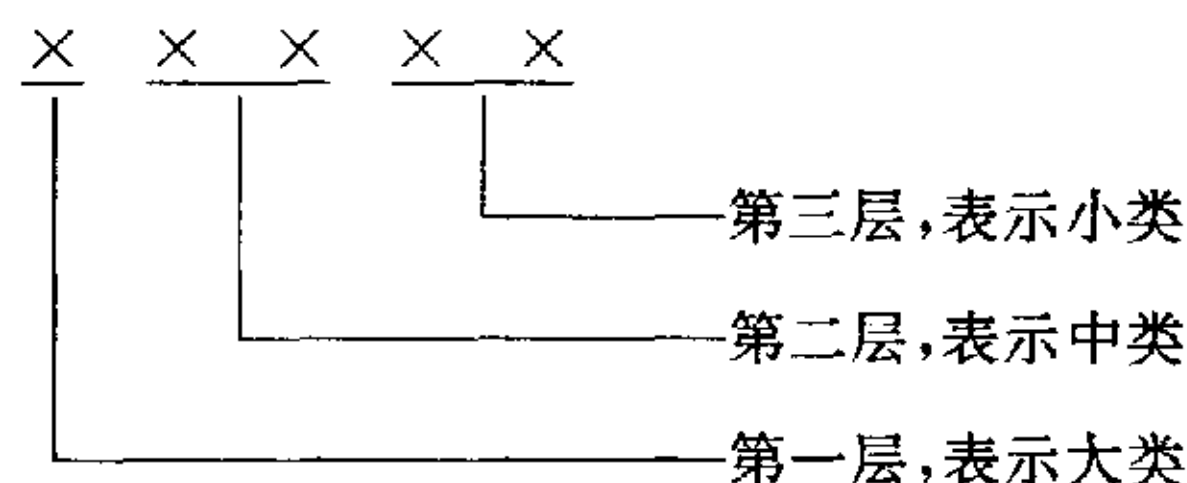 × × × × ×
第三层,表示小类
第二层,表示中类
第一层,表示大类